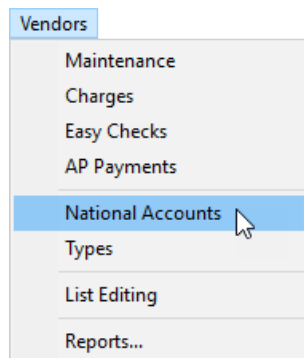 Vendors
Maintenance
Charges
Easy Checks
AP Payments
National Accounts
Types
List Editing
Reports...